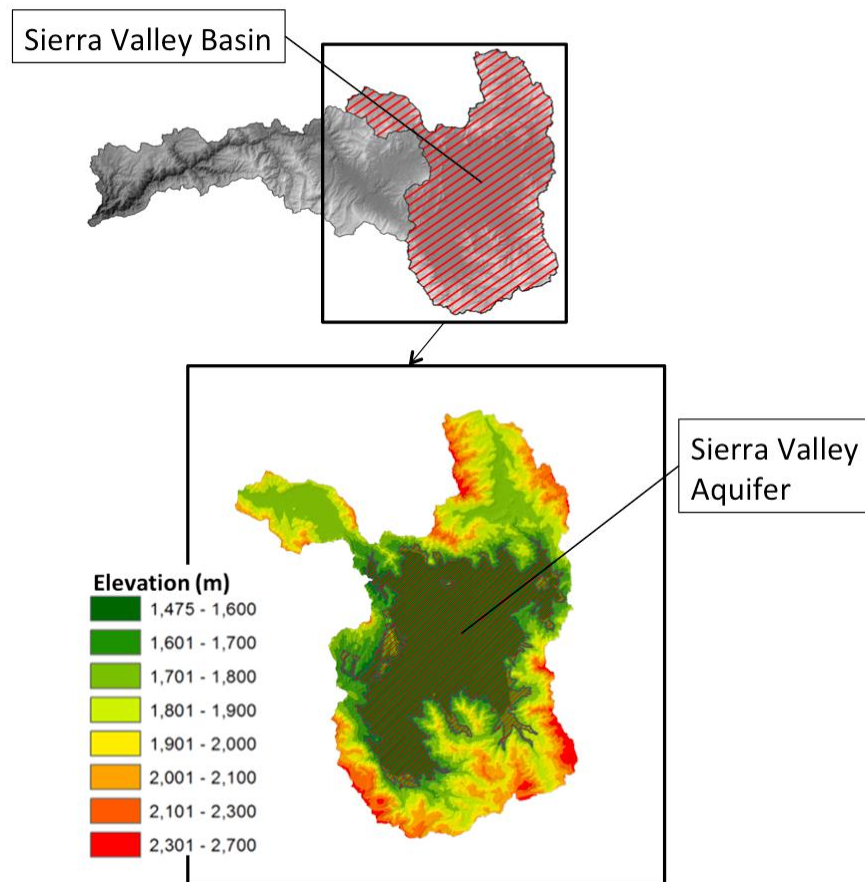 Sierra Valley Basin
Sierra Valley
Aquifer
Elevation (m)
1,475 - 1,600
1,601 - 1,700
1,701 - 1,800
1,801 - 1,900
1,901 - 2,000
2,001 - 2,100
2,101 - 2,300
2,301 - 2,700